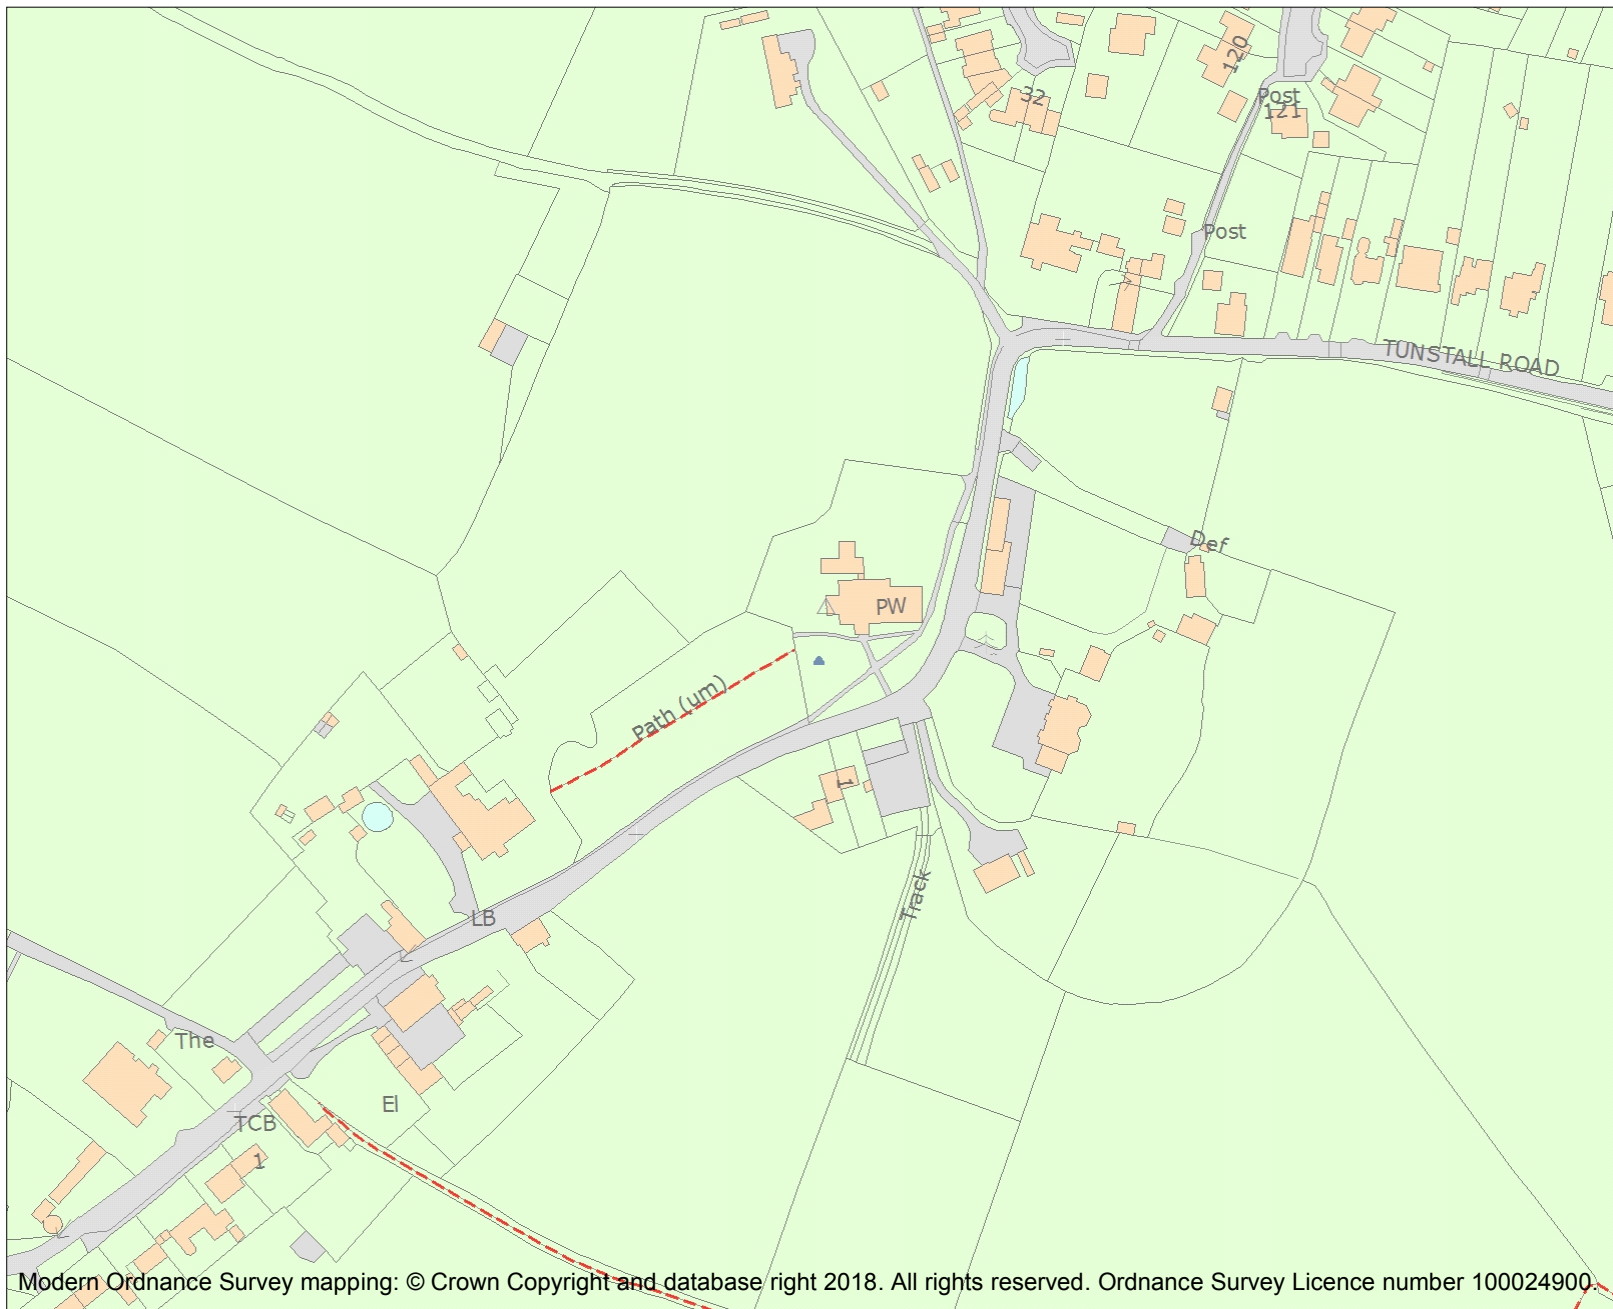 120
32
Post
121
Post
TUNSTALL ROAD
Def
PW
Path (um)
1
Track
LB
The
El
TCB
1
Modern Ordnance Survey mapping: © Crown Copyright and database right 2018. All rights reserved. Ordnance Survey Licence number 100024900.